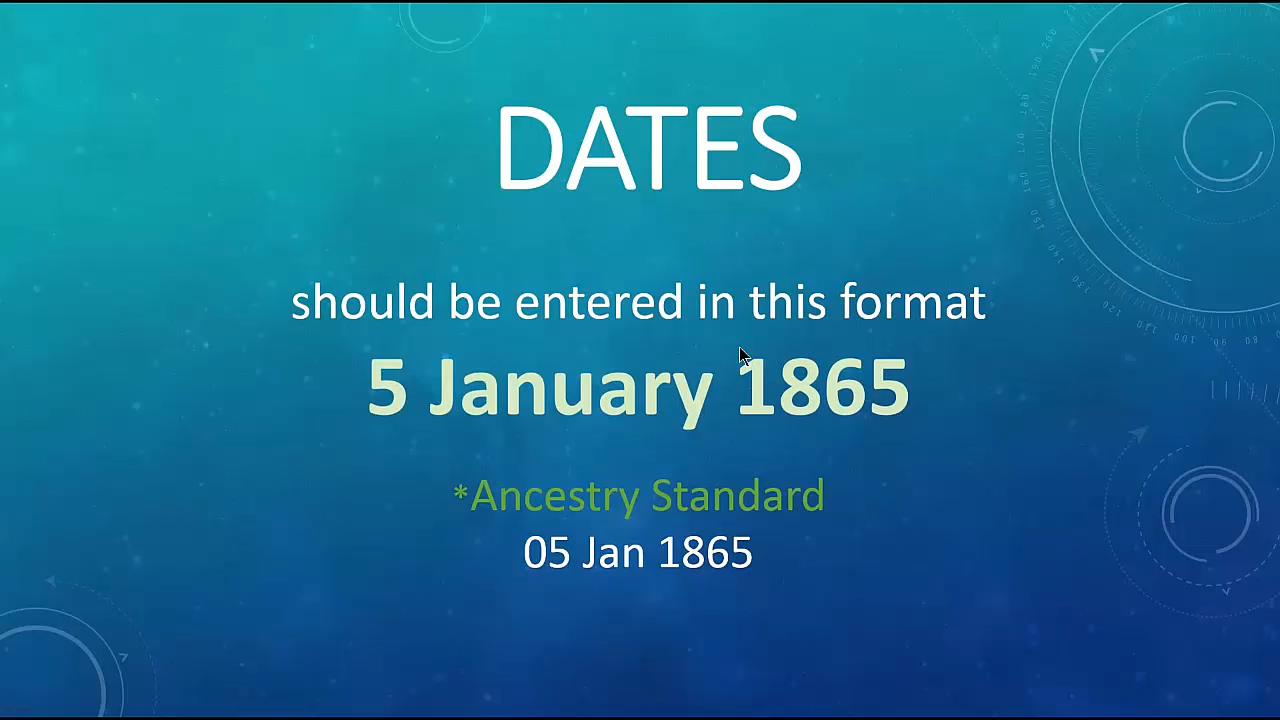 DATES
should be entered in this format
5 January 1865
*Ancestry Standard
05 Jan 1865